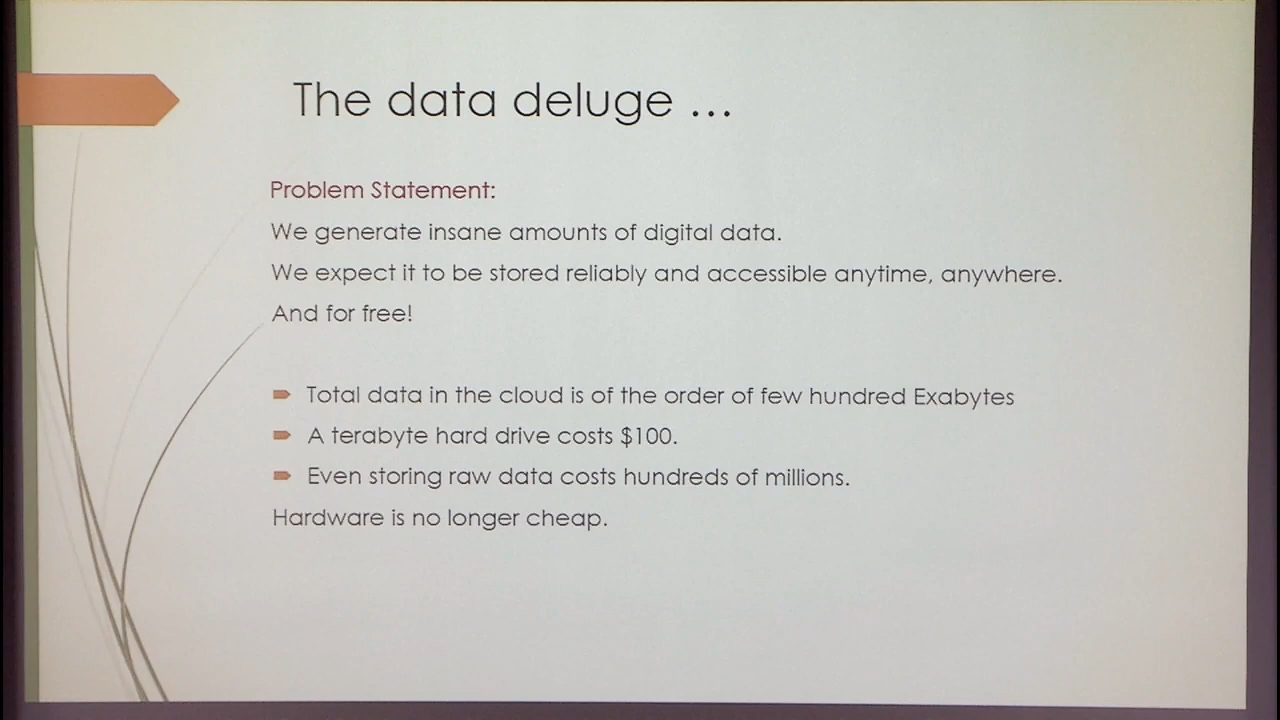 The data deluge ...
Problem Statement:
We generate insane amounts of digital data.
We expect it to be stored reliably and accessible anytime, anywhere.
And for free!
Total data in the cloud is of the order of few hundred Exabytes
A terabyte hard drive costs $100.
Even storing raw data costs hundreds of millions.
Hardware is no longer cheap.